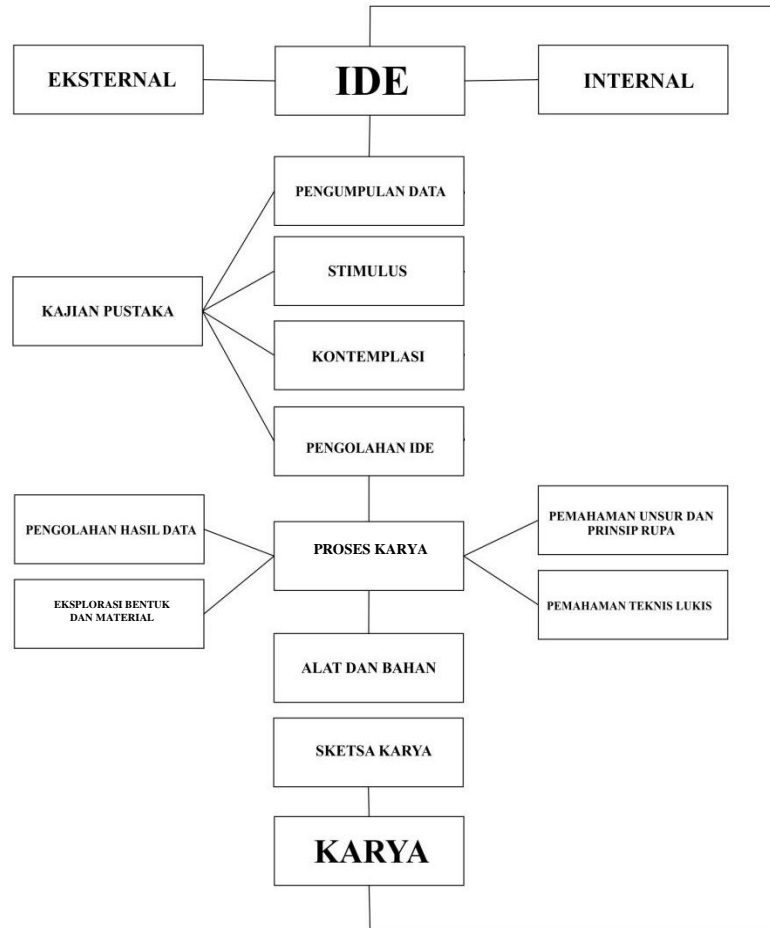 EKSTERNAL
IDE
INTERNAL
PENGUMPULAN DATA
STIMULUS
KAJIAN PUSTAKA
KONTEMPLASI
PENGOLAHAN IDE
PENGOLAHAN HASIL DATA
PROSES KARYA
PEMAHAMAN UNSUR DAN
PRINSIP RUPA
EKSPLORASI BENTUK
DAN MATERIAL
PEMAHAMAN TEKNIS LUKIS
ALAT DAN BAHAN
SKETSA KARYA
KARYA